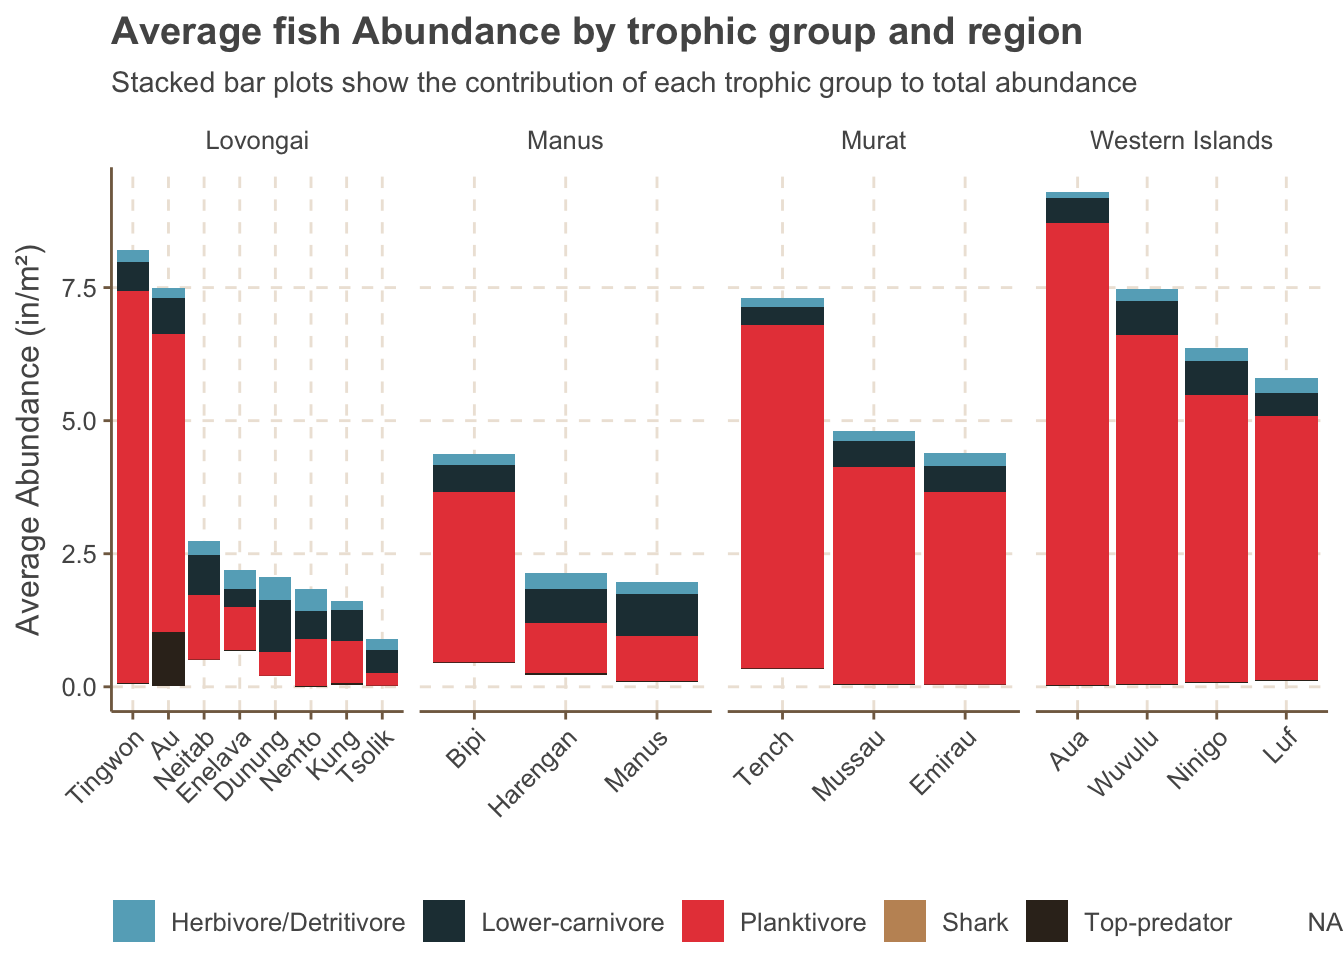 Average fish Abundance by trophic group and region
Stacked bar plots show the contribution of each trophic group to total abundance
Lovongai
Manus
Murat
Western Islands
Average Abundance (in/m²)
7.5
5.0
2.5
0.0
Tingwon
Au
Neitab
Enelava
Dunung
Nemto
Kung
Tsolik
Bipi
Harengan
Manus
Tench
Mussau
Emirau
Aua
Wuvulu
Ninigo
Luf
Herbivore/Detritivore
Lower-carnivore
Planktivore
Shark
Top-predator
NA